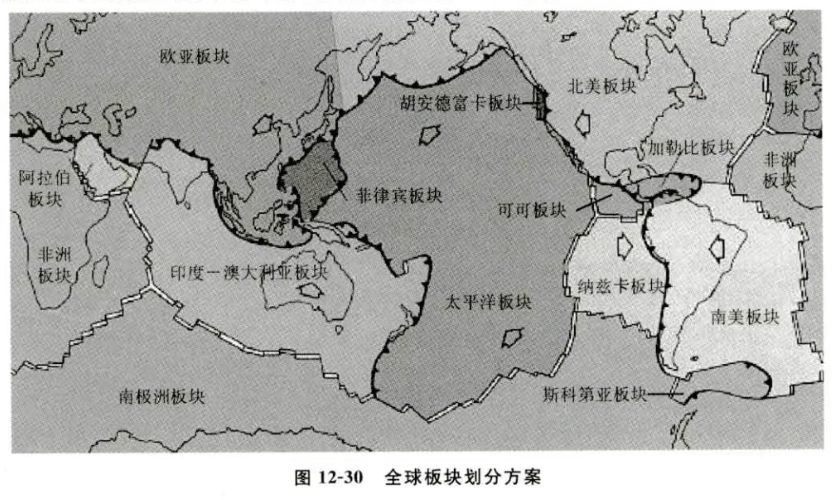 欧亚板块
欧亚板块
北美板块
胡安德富卡板块
加勒比板块
非洲
板块
阿拉伯
板块
菲律宾板块
可可板块
非洲
板块
印度－澳大利亚板块
太平洋板块
纳兹卡板块
南美板块
南极洲板块
斯科第亚板块
图 12-30 全球板块划分方案